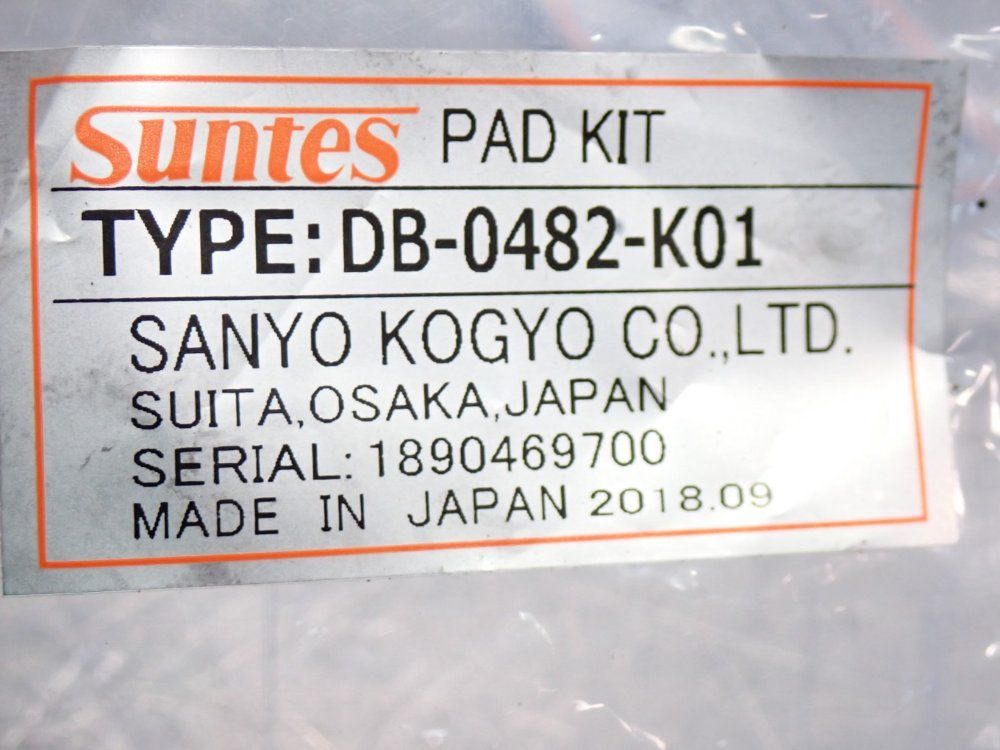 Suntes PAD KIT
TYPE:DB-0482-K01
SANYO KOGYO CO.,LTD.
SUITA,OSAKA,JAPAN
SERIAL:1890469700
MADE IN JAPAN 2018.09